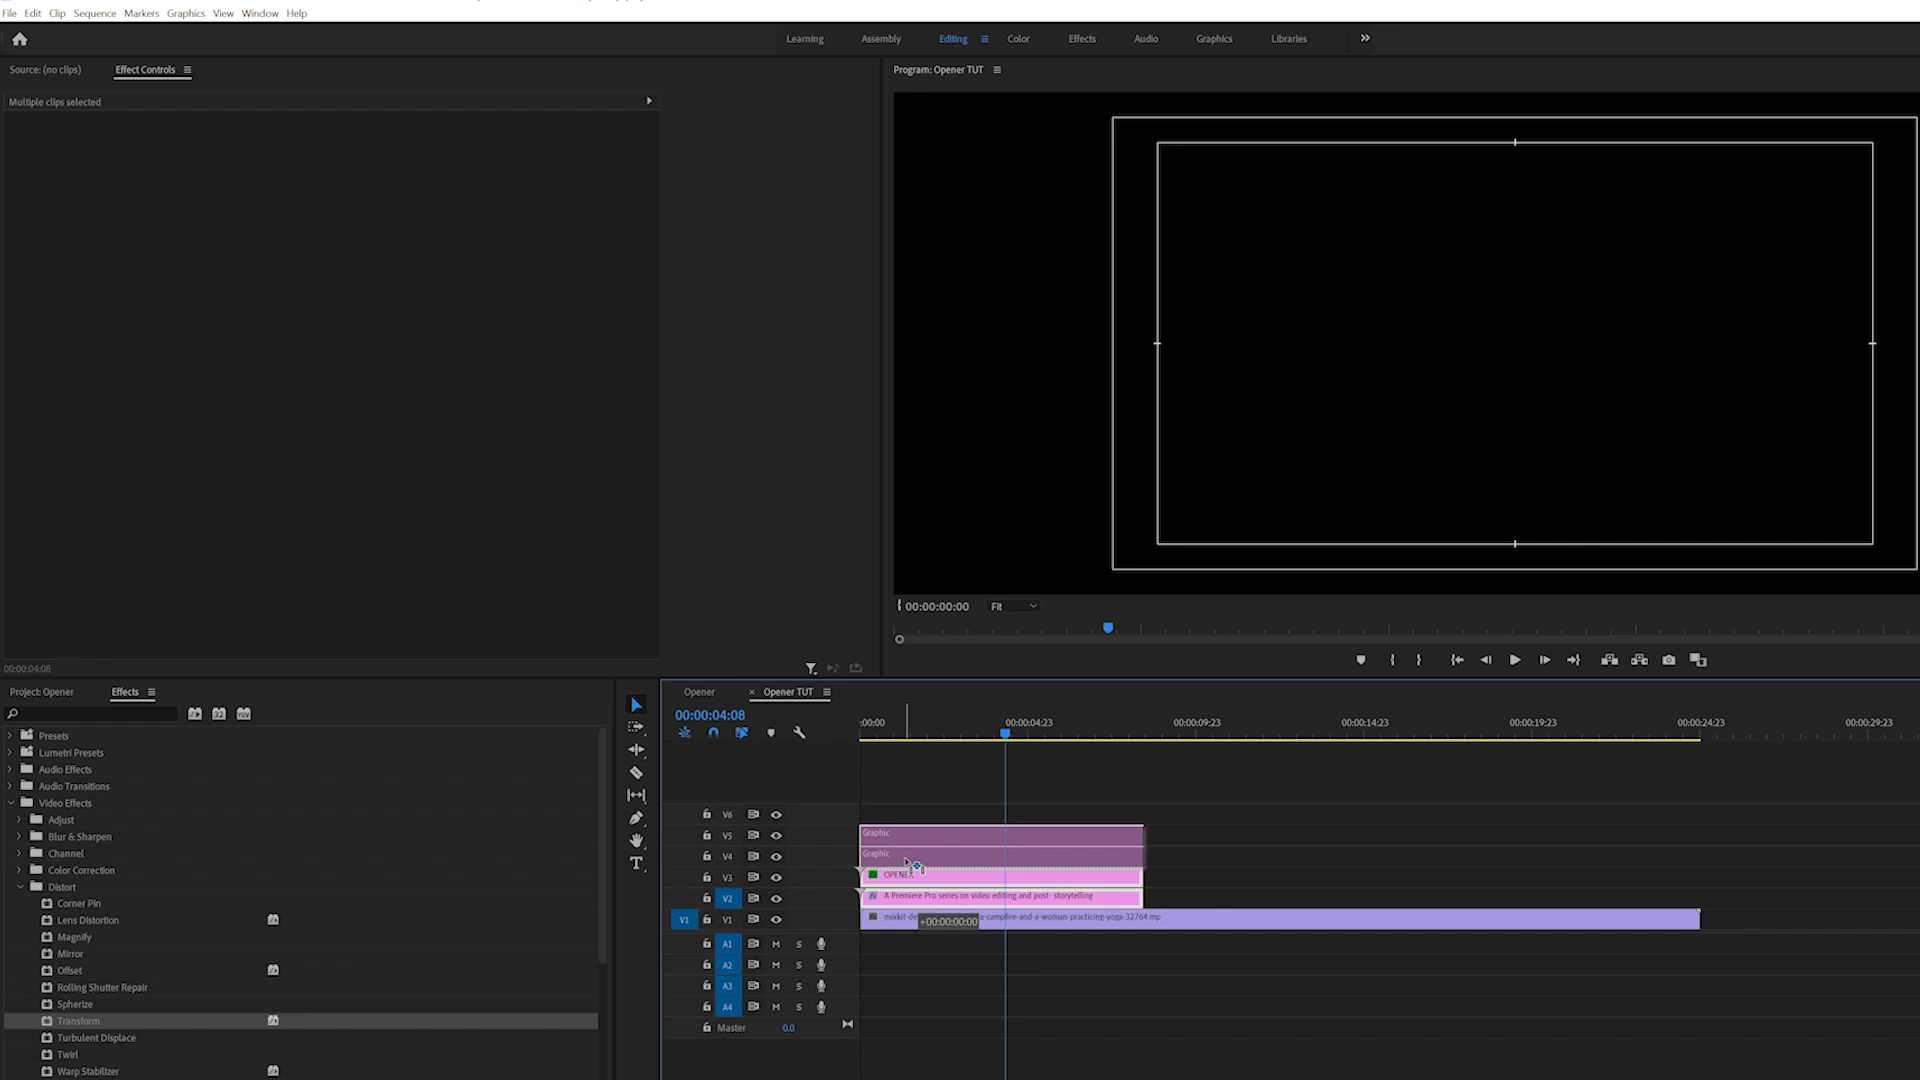 File Edit Clip Sequence Markers Graphics View Window Help
Learning Assembly Editing Color Effects Audio Graphics Libraries
Source: (no clips) Effect Controls
Program: Opener TUT
Multiple clips selected
00:00:00:00 Fit
00:00:04:08
Project: Opener Effects
Opener × Opener TUT
00:00:04:08
:00:00 00:00:04:23 00:00:09:23 00:00:14:23 00:00:19:23 00:00:24:23 00:00:29:23
32 YUV
Presets
Lumetri Presets
Audio Effects
Audio Transitions
Video Effects
Adjust
Blur & Sharpen
Channel
Color Correction
Distort
Corner Pin
Lens Distortion
Magnify
Mirror
Offset
Rolling Shutter Repair
Spherize
Transform
Turbulent Displace
Twirl
Warp Stabilizer
T
V6
V5 Graphic
V4 Graphic
V3 OPENER
V2 A Premiere Pro series on video editing and post- storytelling
V1 V1 mixkit-de a-campfire-and-a-woman-practicing-yoga-32764.mp
+00:00:00:00
A1 M S
A2 M S
A3 M S
A4 M S
Master 0.0